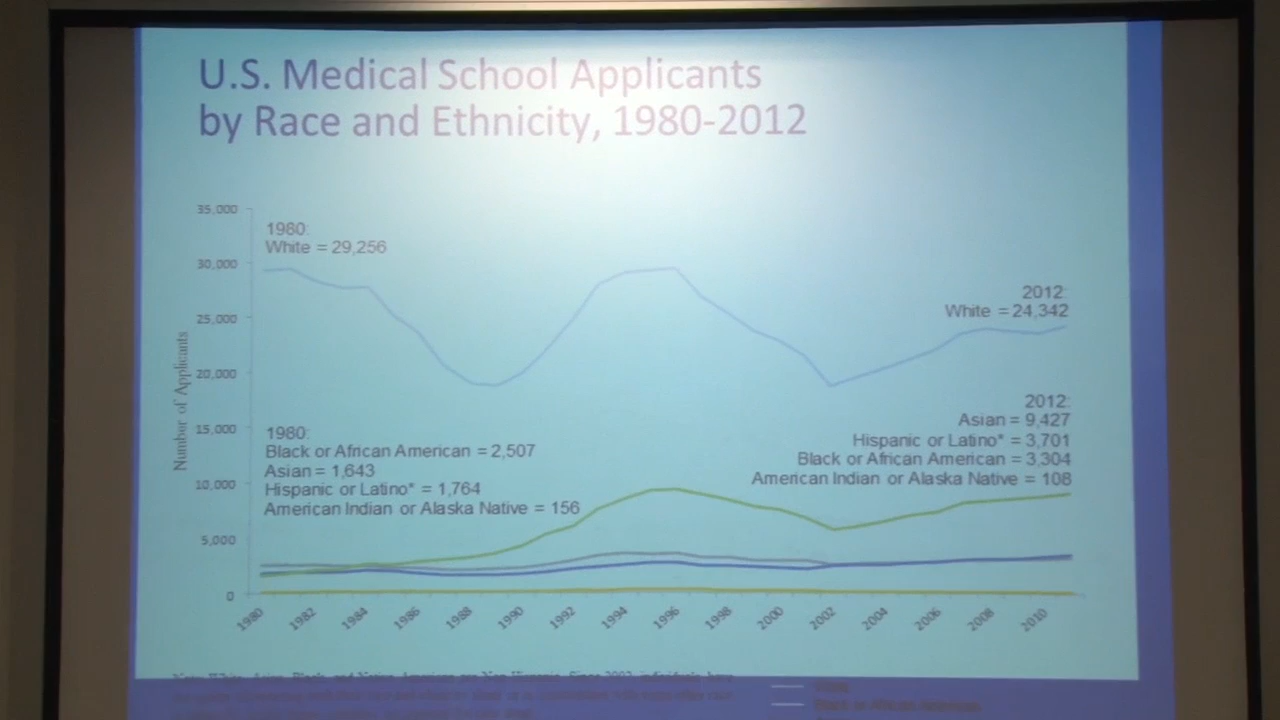 U.S. Medical School Applicants
by Race and Ethnicity, 1980-2012
35,000
30,000
25,000
20,000
15,000
10,000
5,000
0
Number of Applicants
1980:
White = 29,256
2012:
White = 24,342
1980:
Black or African American = 2,507
Asian = 1,643
Hispanic or Latino* = 1,764
American Indian or Alaska Native = 156
2012:
Asian = 9,427
Hispanic or Latino* = 3,701
Black or African American = 3,304
American Indian or Alaska Native = 108
1980
1982
1984
1986
1988
1990
1992
1994
1996
1998
2000
2002
2004
2006
2008
2010
Black or African American